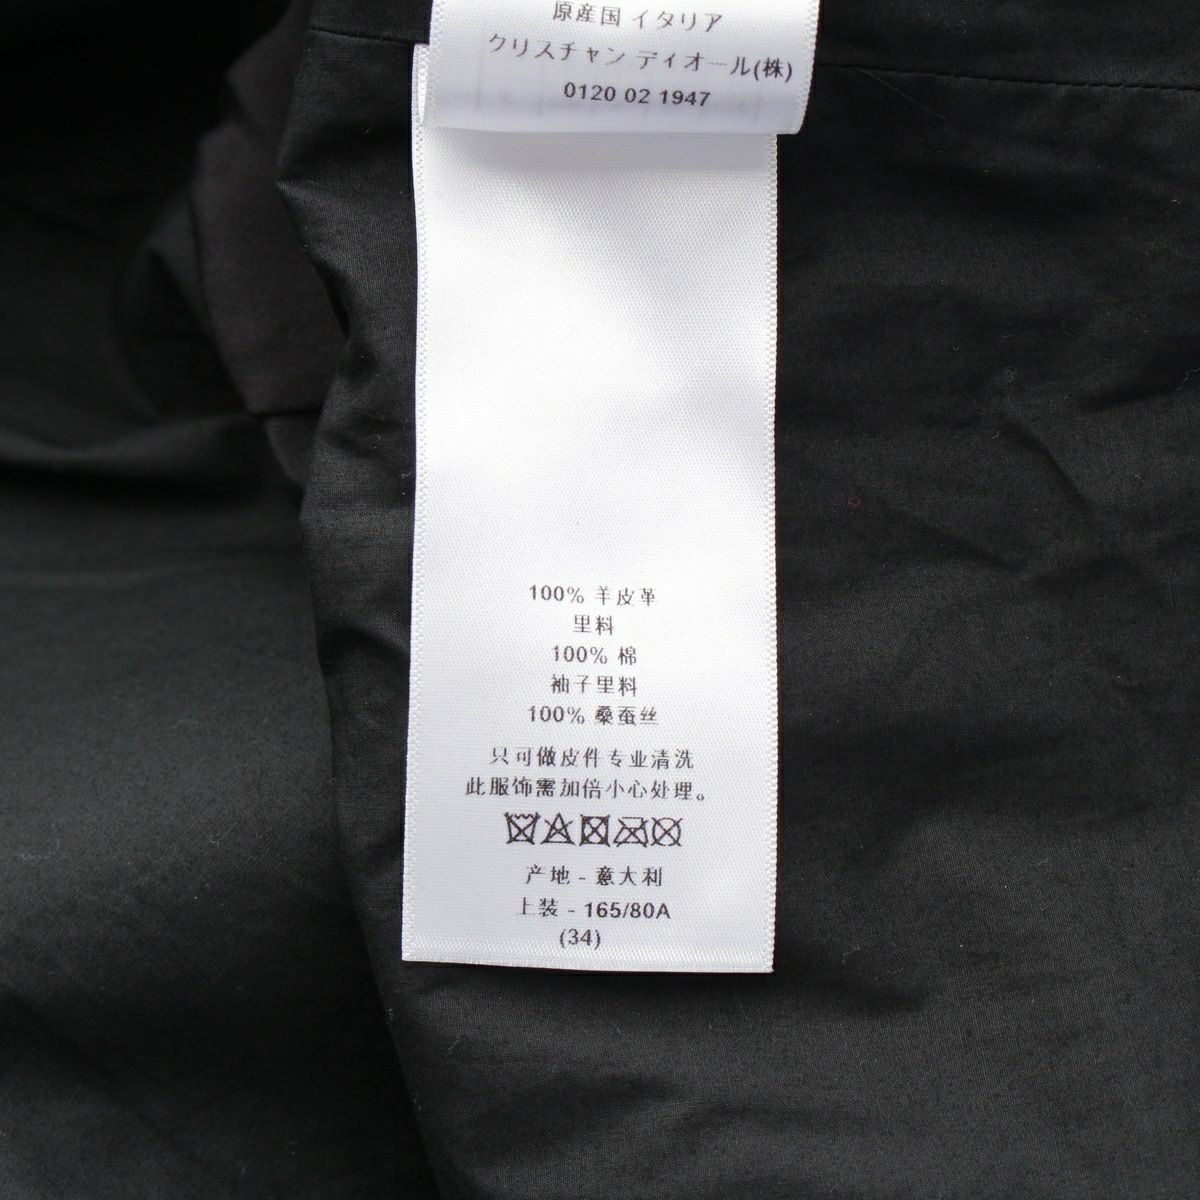 原産国 イタリア
クリスチャン ディオール(株)
0120 02 1947
100% 羊皮革
里料
100% 棉
袖子里料
100% 桑蚕丝
只可做皮件专业清洗
此服饰需加倍小心处理。
产地 - 意大利
上装 - 165/80A
(34)